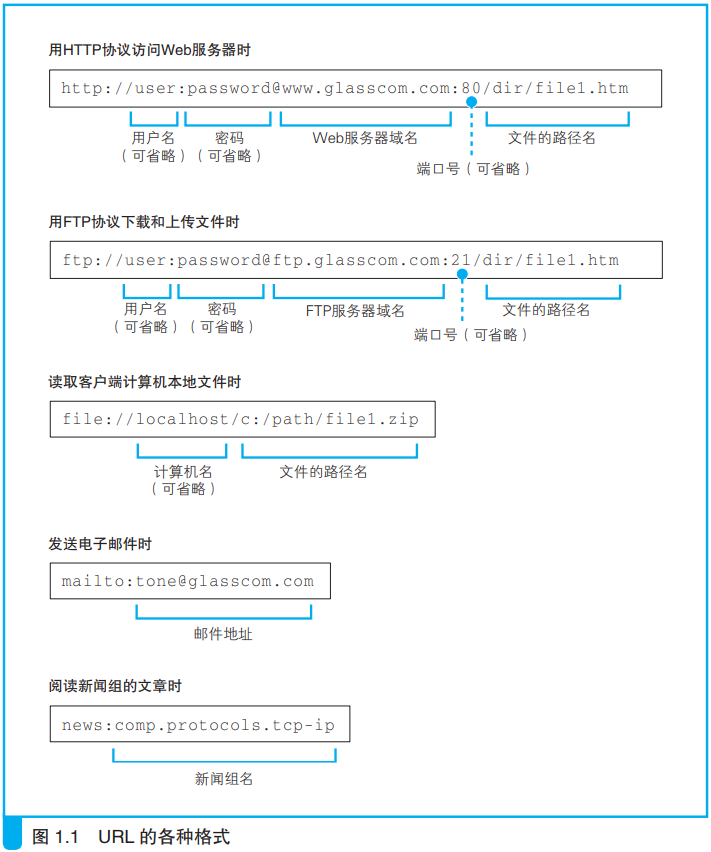 用HTTP协议访问Web服务器时
http://user:password@www.glasscom.com:80/dir/file1.htm
用户名 密码 Web服务器域名 文件的路径名
（可省略） （可省略） 端口号（可省略）
用FTP协议下载和上传文件时
ftp://user:password@ftp.glasscom.com:21/dir/file1.htm
用户名 密码 FTP服务器域名 文件的路径名
（可省略） （可省略） 端口号（可省略）
读取客户端计算机本地文件时
file://localhost/c:/path/file1.zip
计算机名 文件的路径名
（可省略）
发送电子邮件时
mailto:tone@glasscom.com
邮件地址
阅读新闻组的文章时
news:comp.protocols.tcp-ip
新闻组名
图 1.1 URL 的各种格式